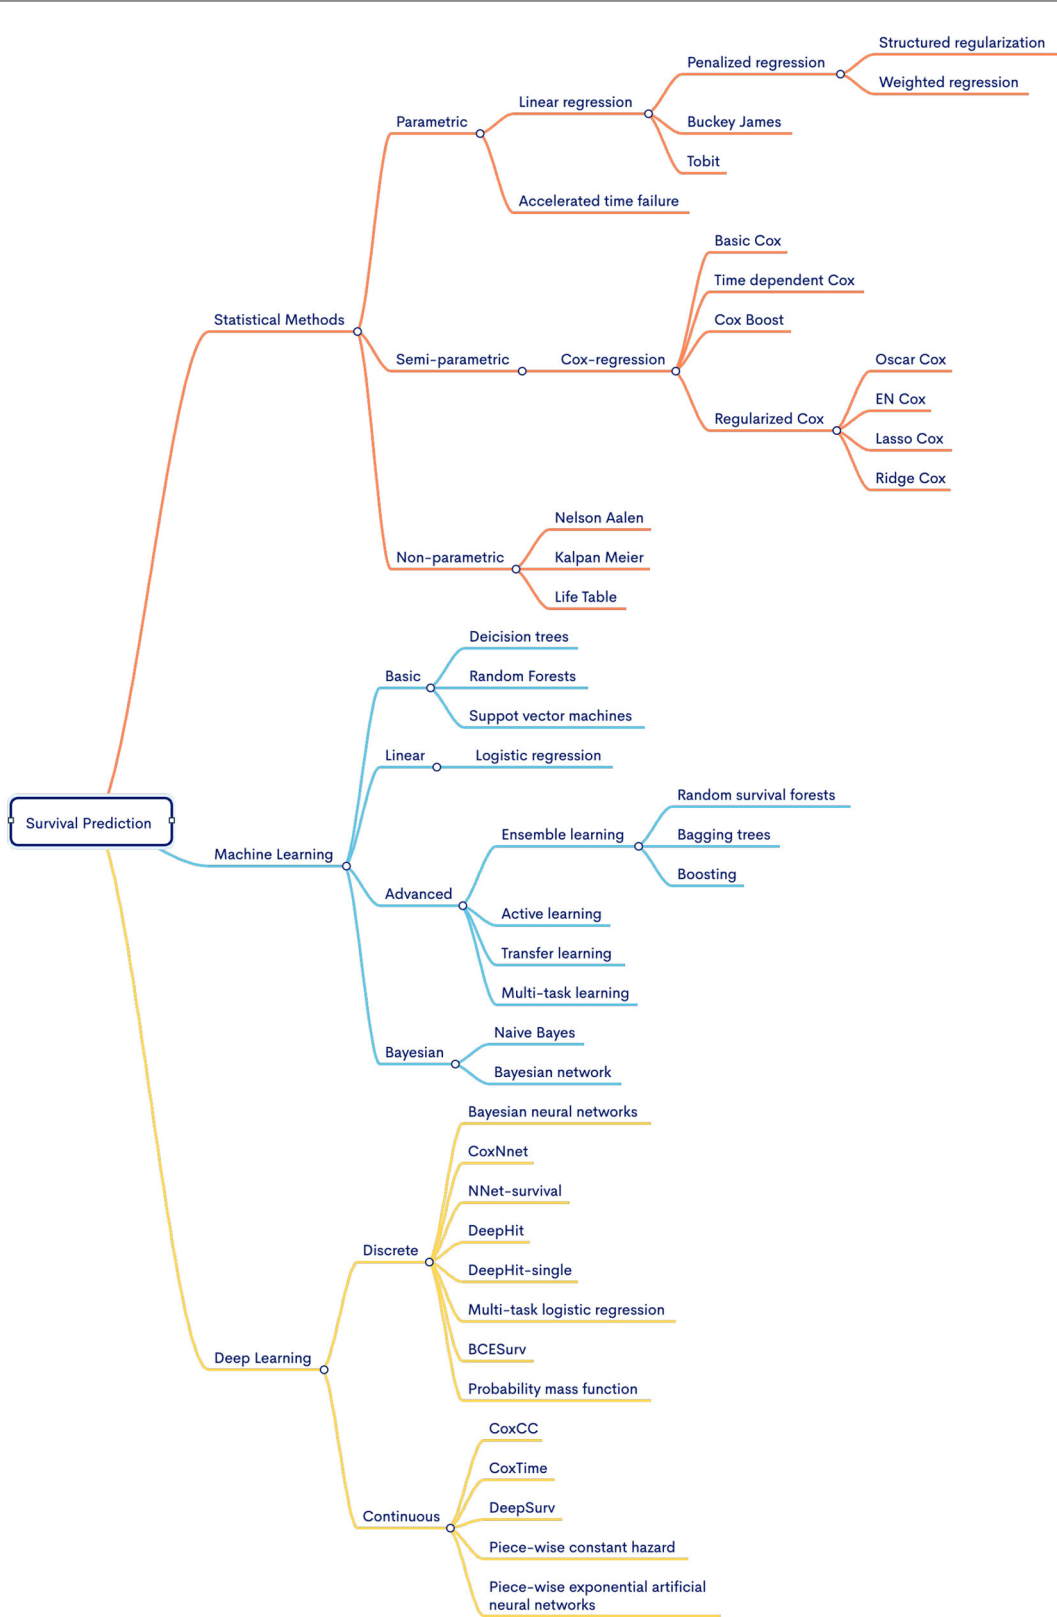 Structured regularization
Penalized regression
Weighted regression
Linear regression
Parametric
Buckey James
Tobit
Accelerated time failure
Basic Cox
Time dependent Cox
Statistical Methods
Cox Boost
Semi-parametric
Cox-regression
Oscar Cox
EN Cox
Regularized Cox
Lasso Cox
Ridge Cox
Nelson Aalen
Non-parametric
Kalpan Meier
Life Table
Deicision trees
Basic
Random Forests
Suppot vector machines
Linear
Logistic regression
Random survival forests
Survival Prediction
Ensemble learning
Bagging trees
Machine Learning
Boosting
Advanced
Active learning
Transfer learning
Multi-task learning
Naive Bayes
Bayesian
Bayesian network
Bayesian neural networks
CoxNnet
NNet-survival
DeepHit
Discrete
DeepHit-single
Multi-task logistic regression
BCESurv
Deep Learning
Probability mass function
CoxCC
CoxTime
DeepSurv
Continuous
Piece-wise constant hazard
Piece-wise exponential artificial
neural networks